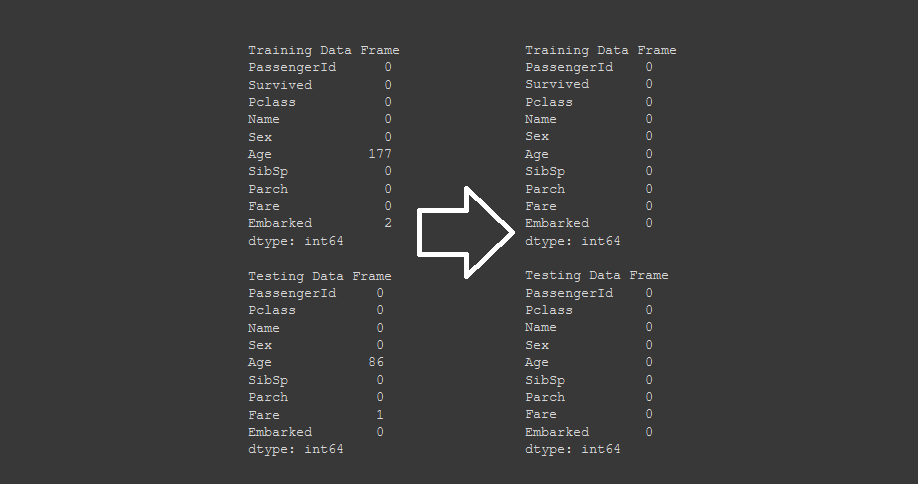 Training Data Frame
PassengerId 0
Survived 0
Pclass 0
Name 0
Sex 0
Age 177
SibSp 0
Parch 0
Fare 0
Embarked 2
dtype: int64
Testing Data Frame
PassengerId 0
Pclass 0
Name 0
Sex 0
Age 86
SibSp 0
Parch 0
Fare 1
Embarked 0
dtype: int64
Training Data Frame
PassengerId 0
Survived 0
Pclass 0
Name 0
Sex 0
Age 0
SibSp 0
Parch 0
Fare 0
Embarked 0
dtype: int64
Testing Data Frame
PassengerId 0
Pclass 0
Name 0
Sex 0
Age 0
SibSp 0
Parch 0
Fare 0
Embarked 0
dtype: int64